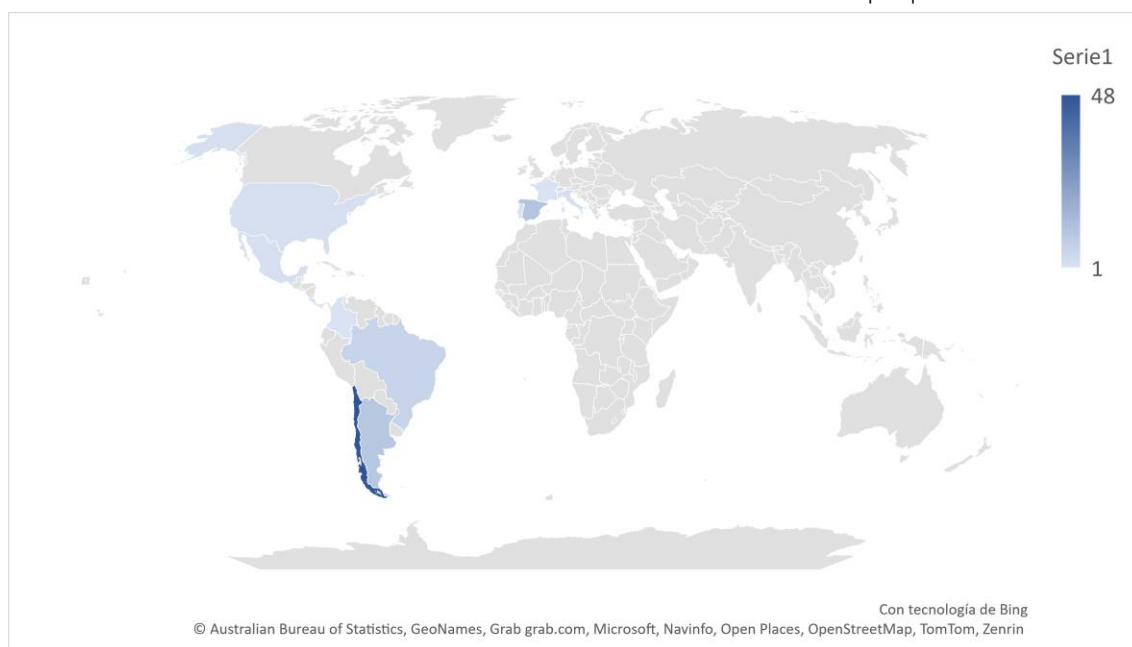 Serie1
48
1
Con tecnología de Bing
© Australian Bureau of Statistics, GeoNames, Grab grab.com, Microsoft, Navinfo, Open Places, OpenStreetMap, TomTom, Zenrin